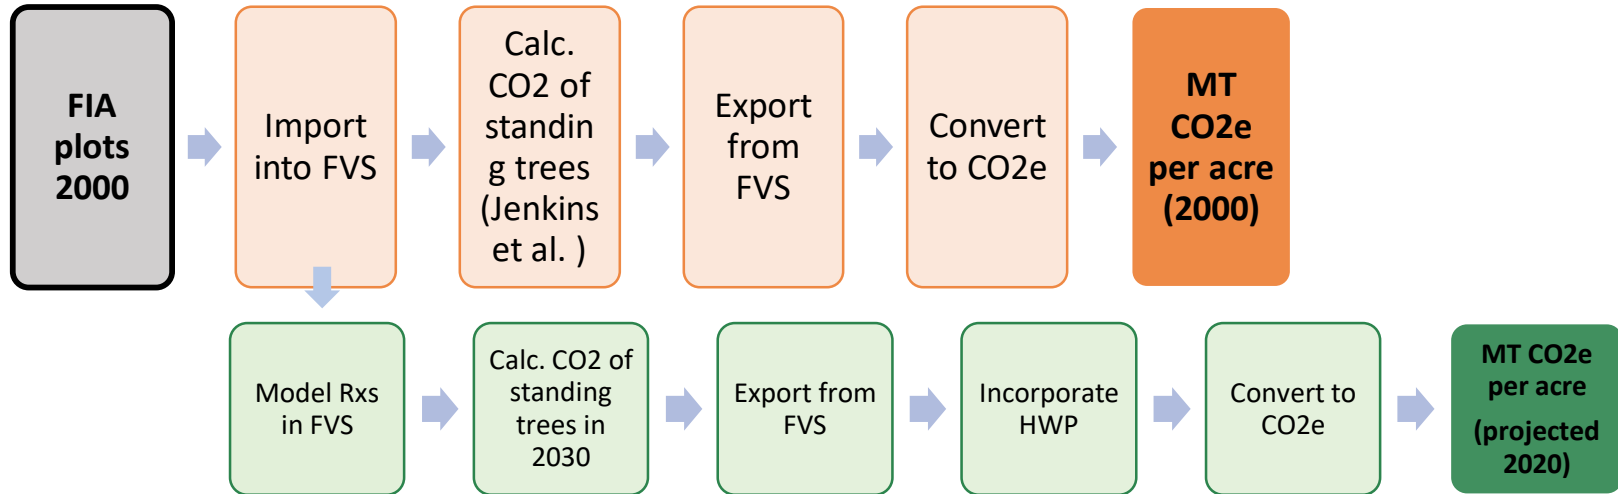 FIA
plots
2000
Import
into FVS
Calc.
CO2 of
standin
g trees
(Jenkins
et al. )
Export
from
FVS
Convert
to CO2e
MT
CO2e
per acre
(2000)
Model Rxs
in FVS
Calc. CO2 of
standing
trees in
2030
Export from
FVS
Incorporate
HWP
Convert to
CO2e
MT CO2e
per acre
(projected
2020)